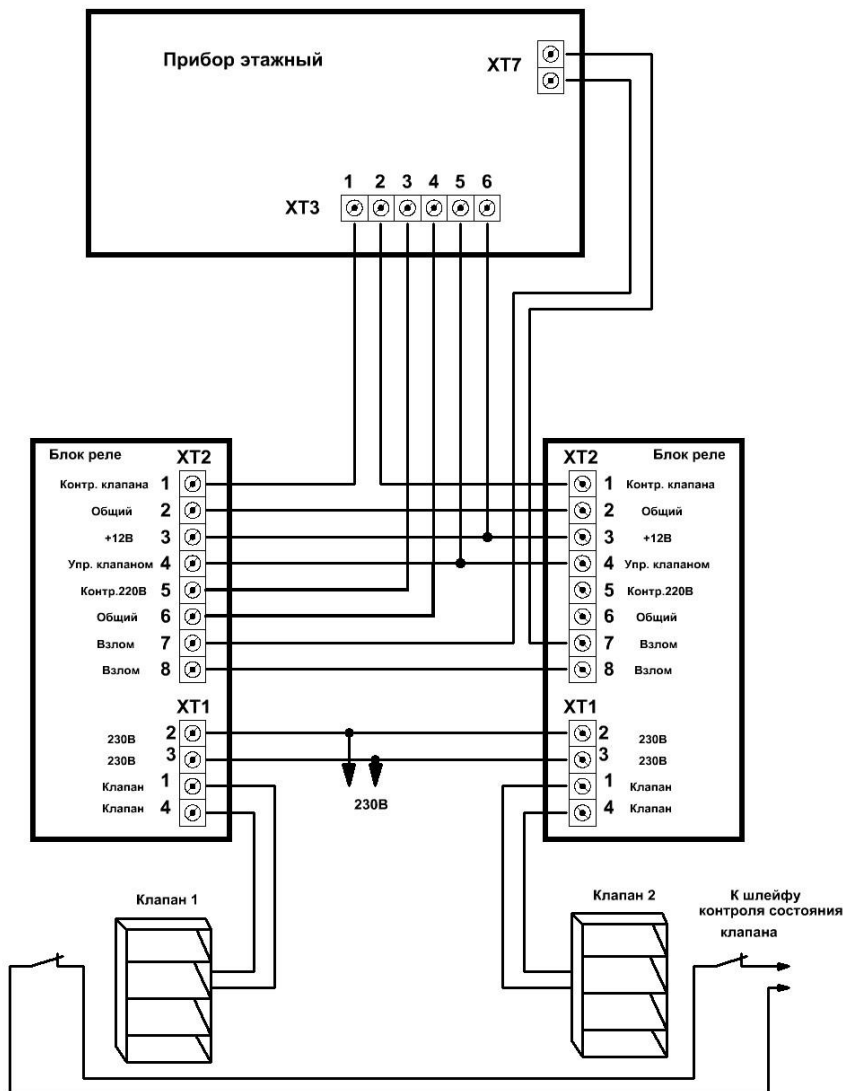 Прибор этажный
XT7
1 2 3 4 5 6
XT3
Блок реле XT2
Контр. клапана 1
Общий 2
+12В 3
Упр. клапаном 4
Контр.220В 5
Общий 6
Взлом 7
Взлом 8
XT1
230В 2
230В 3
Клапан 1
Клапан 4
XT2 Блок реле
1 Контр. клапана
2 Общий
3 +12В
4 Упр. клапаном
5 Контр.220В
6 Общий
7 Взлом
8 Взлом
XT1
2 230В
3 230В
1 Клапан
4 Клапан
230В
Клапан 1
Клапан 2
К шлейфу
контроля состояния
клапана